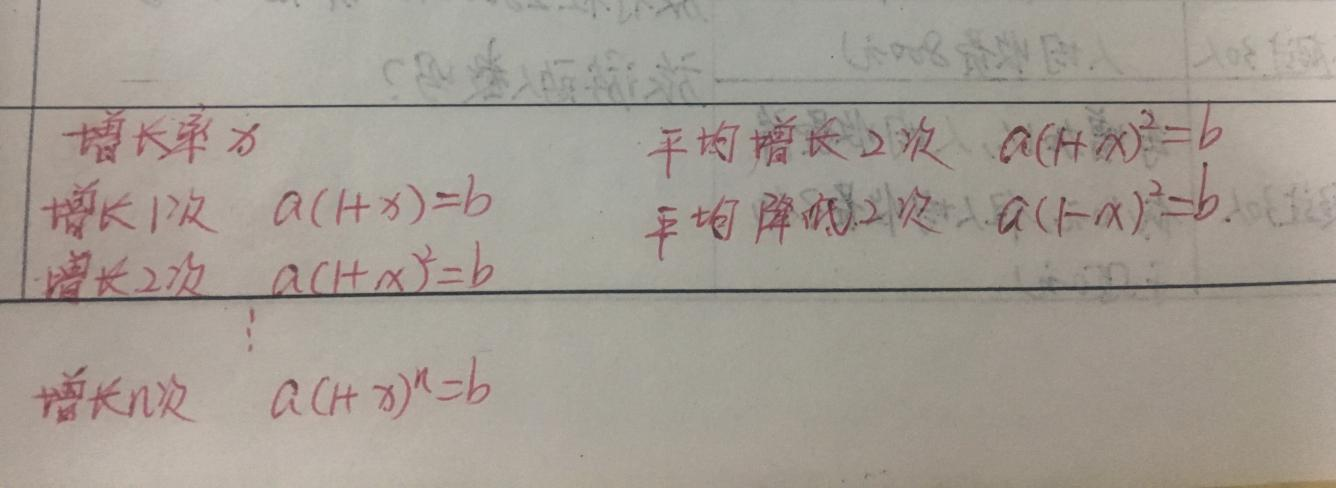 增长率x
增长1次 a(1+x)=b
增长2次 a(1+x)²=b
⋮
增长n次 a(1+x)ⁿ=b
平均增长2次 a(1+x)²=b
平均降低2次 a(1-x)²=b.